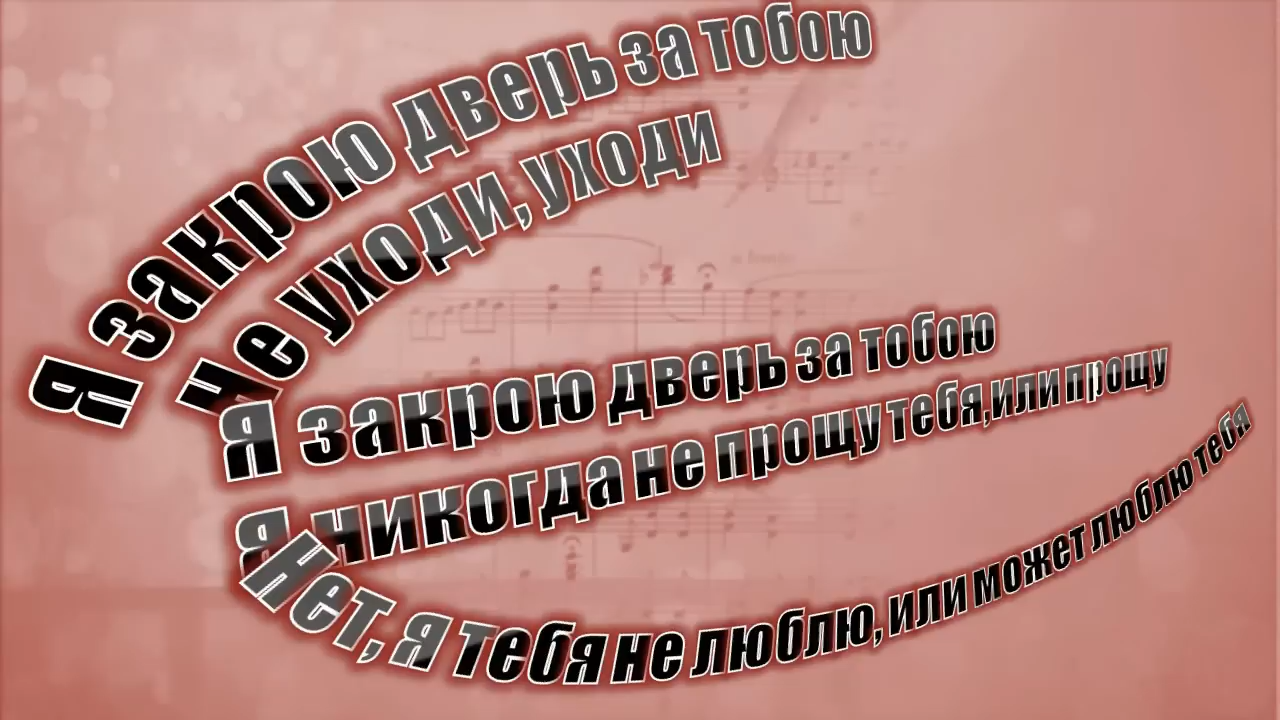 Я закрою дверь за тобою
Не уходи, уходи
Я закрою дверь за тобою
Я никогда не прощу тебя, или прощу
Нет, я тебя не люблю, или может люблю тебя